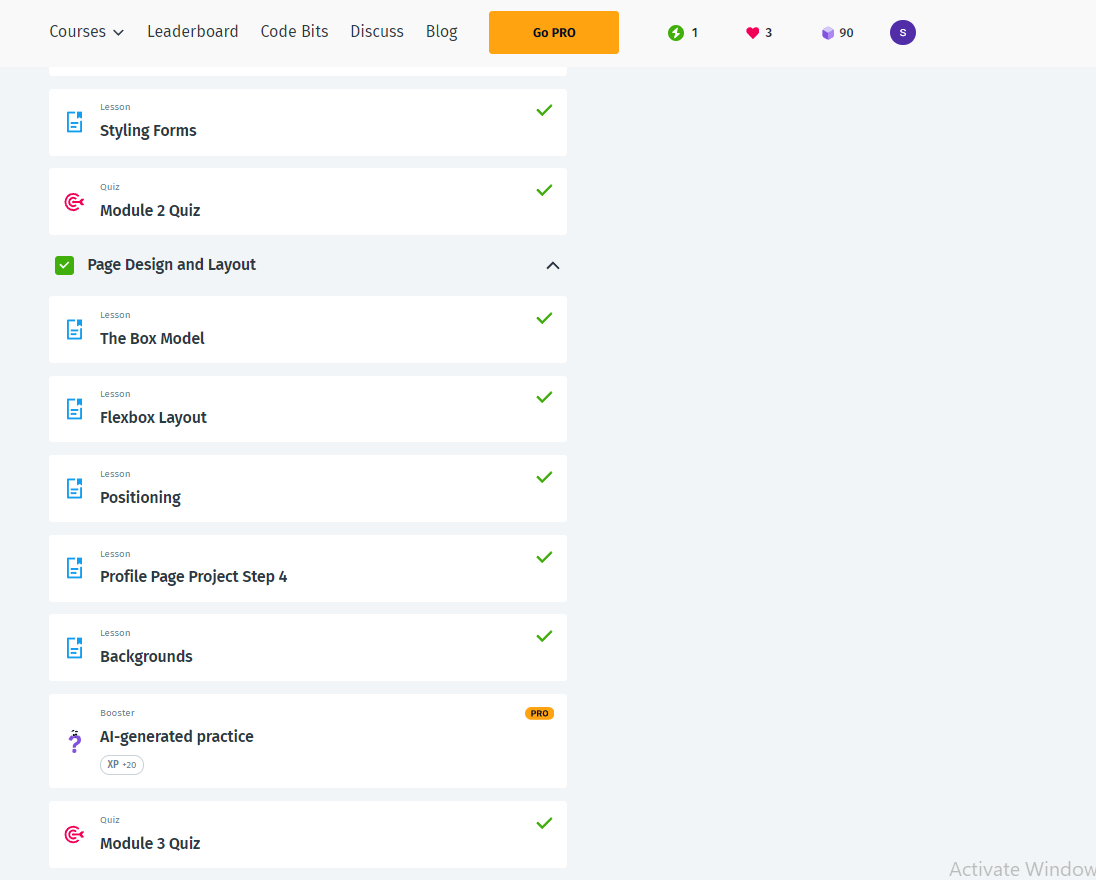 Courses Leaderboard Code Bits Discuss Blog Go PRO 1 3 90 S
Lesson
Styling Forms
Quiz
Module 2 Quiz
Page Design and Layout
Lesson
The Box Model
Lesson
Flexbox Layout
Lesson
Positioning
Lesson
Profile Page Project Step 4
Lesson
Backgrounds
Booster
PRO
AI-generated practice
XP +20
Quiz
Module 3 Quiz
Activate Window